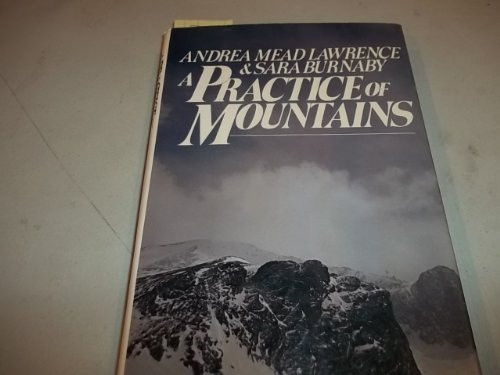 ANDREA MEAD LAWRENCE
& SARA BURNABY
A PRACTICE OF
MOUNTAINS